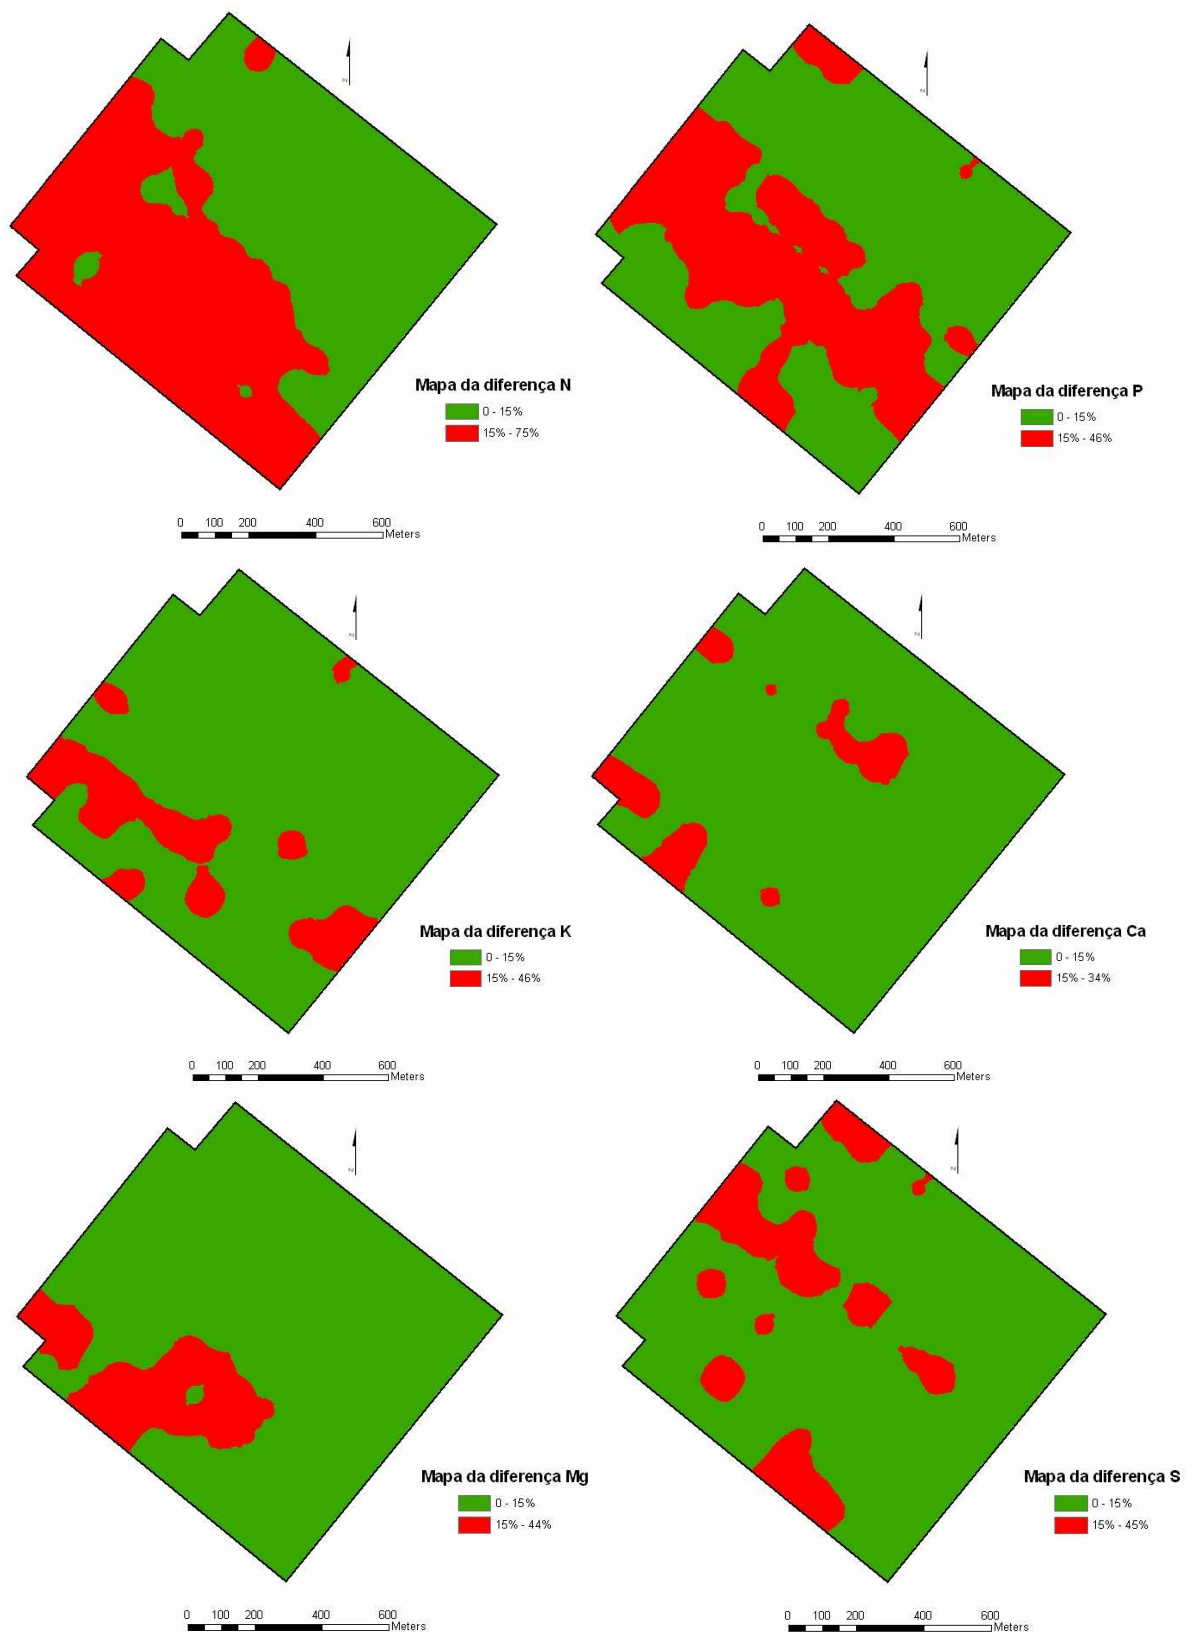 N
N
Mapa da diferença N
0 - 15%
15% - 75%
Mapa da diferença P
0 - 15%
15% - 46%
0 100 200 400 600
Meters
0 100 200 400 600
Meters
N
N
Mapa da diferença K
0 - 15%
15% - 46%
Mapa da diferença Ca
0 - 15%
15% - 34%
0 100 200 400 600
Meters
0 100 200 400 600
Meters
N
N
Mapa da diferença Mg
0 - 15%
15% - 44%
Mapa da diferença S
0 - 15%
15% - 45%
0 100 200 400 600
Meters
0 100 200 400 600
Meters